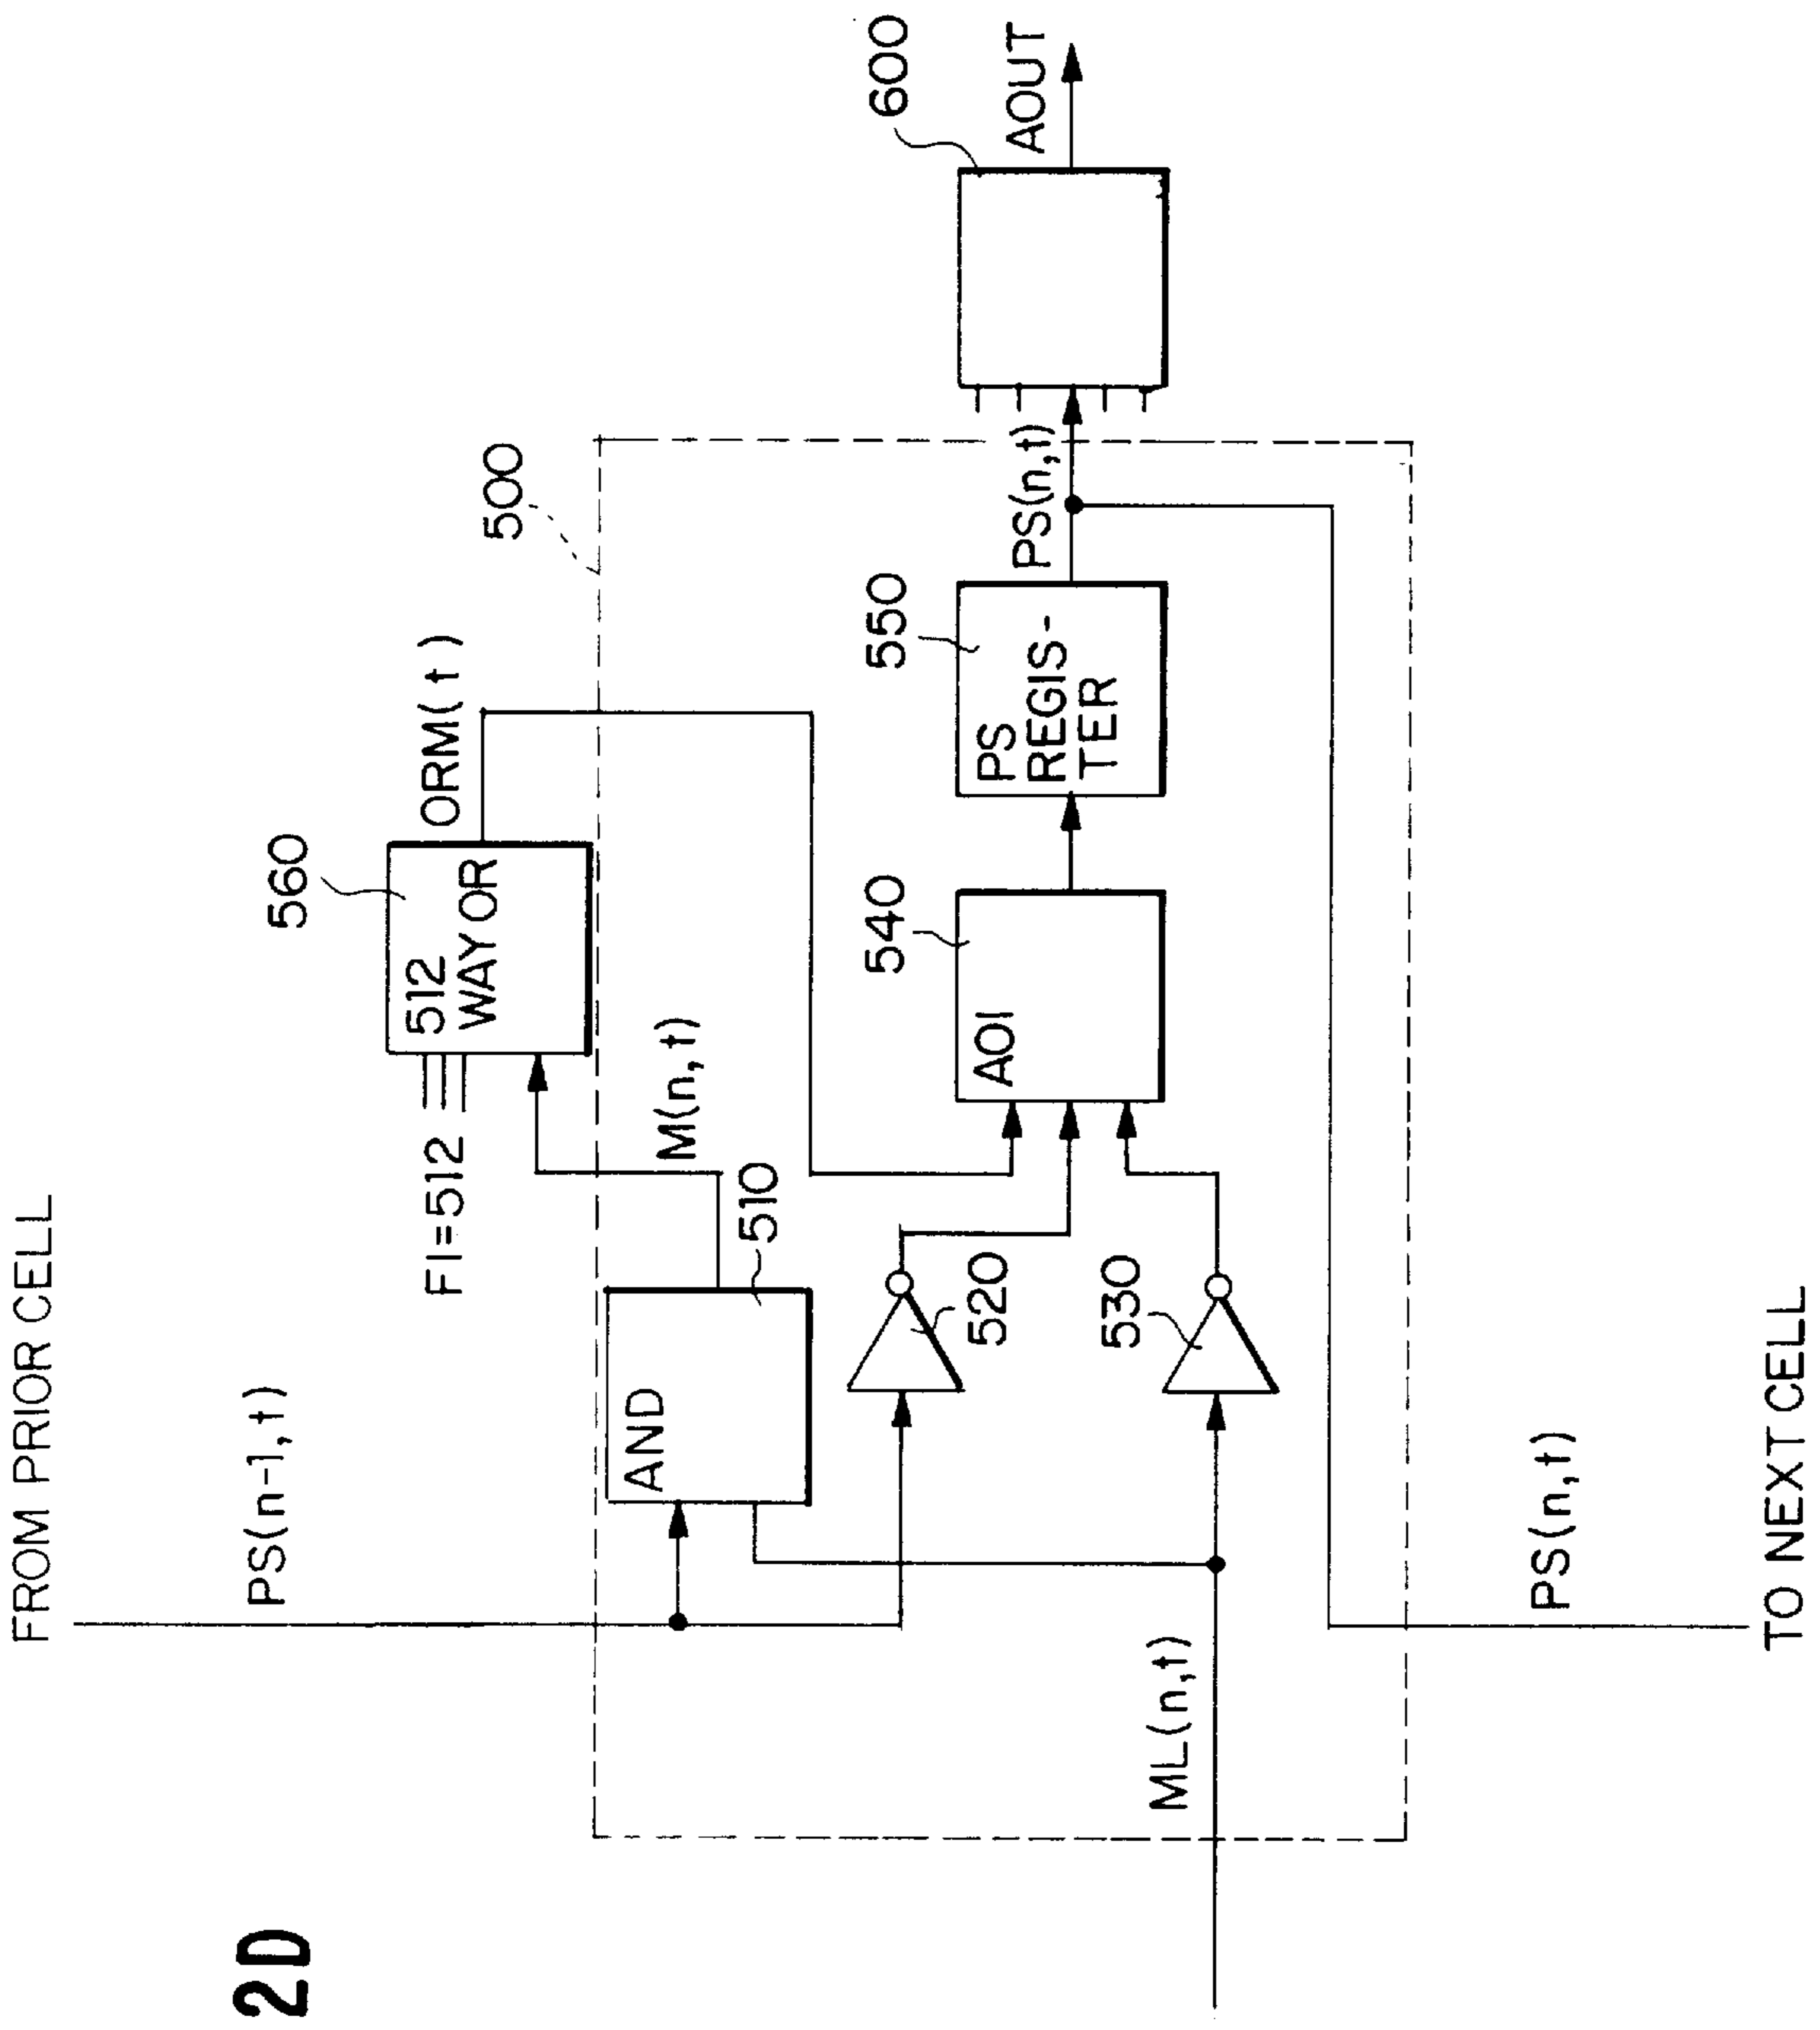 2D
FROM PRIOR CELL
PS(n-1,t)
FI=512
560
512
WAY OR
ORM(t)
500
M(n,t)
AND
510
520
530
ML(n,t)
AOI
540
PS
REGIS-
TER
550
PS(n,t)
600
AOUT
PS(n,t)
TO NEXT CELL